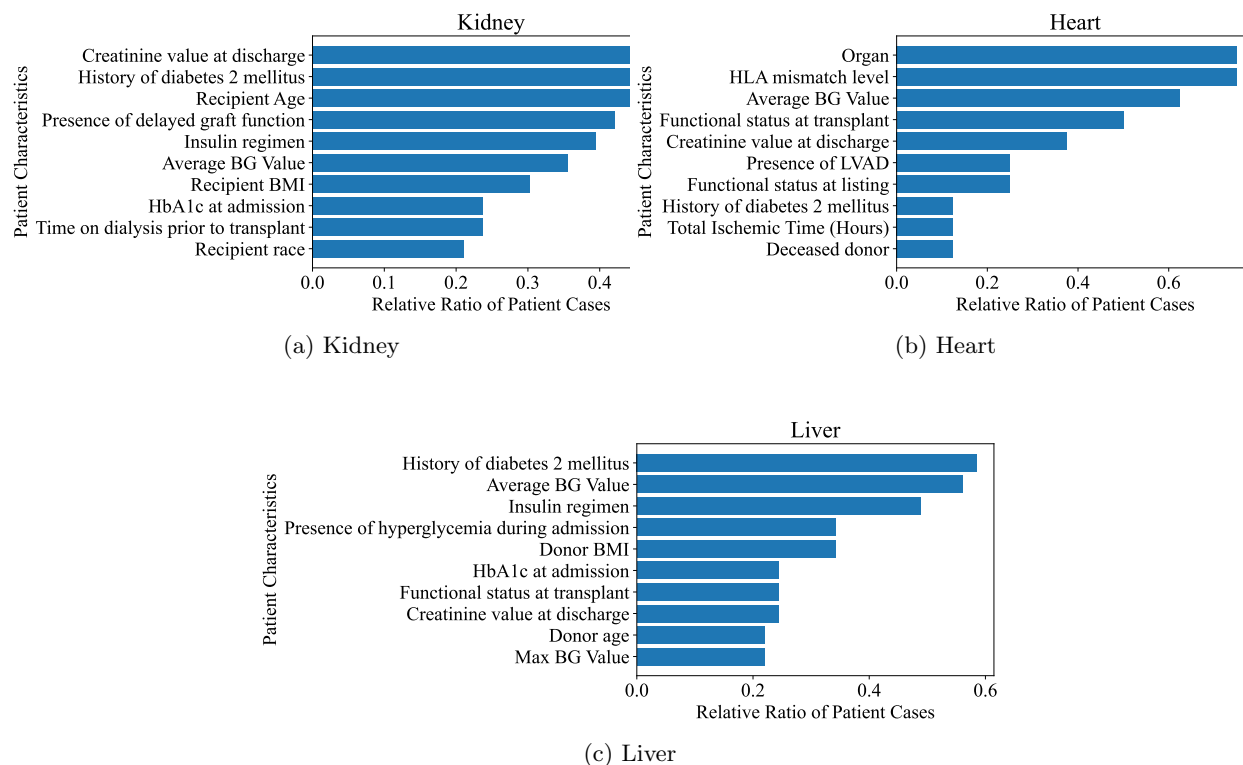 Kidney
Patient Characteristics
Creatinine value at discharge
History of diabetes 2 mellitus
Recipient Age
Presence of delayed graft function
Insulin regimen
Average BG Value
Recipient BMI
HbA1c at admission
Time on dialysis prior to transplant
Recipient race
0.0 0.1 0.2 0.3 0.4
Relative Ratio of Patient Cases
(a) Kidney
Heart
Patient Characteristics
Organ
HLA mismatch level
Average BG Value
Functional status at transplant
Creatinine value at discharge
Presence of LVAD
Functional status at listing
History of diabetes 2 mellitus
Total Ischemic Time (Hours)
Deceased donor
0.0 0.2 0.4 0.6
Relative Ratio of Patient Cases
(b) Heart
Liver
Patient Characteristics
History of diabetes 2 mellitus
Average BG Value
Insulin regimen
Presence of hyperglycemia during admission
Donor BMI
HbA1c at admission
Functional status at transplant
Creatinine value at discharge
Donor age
Max BG Value
0.0 0.2 0.4 0.6
Relative Ratio of Patient Cases
(c) Liver